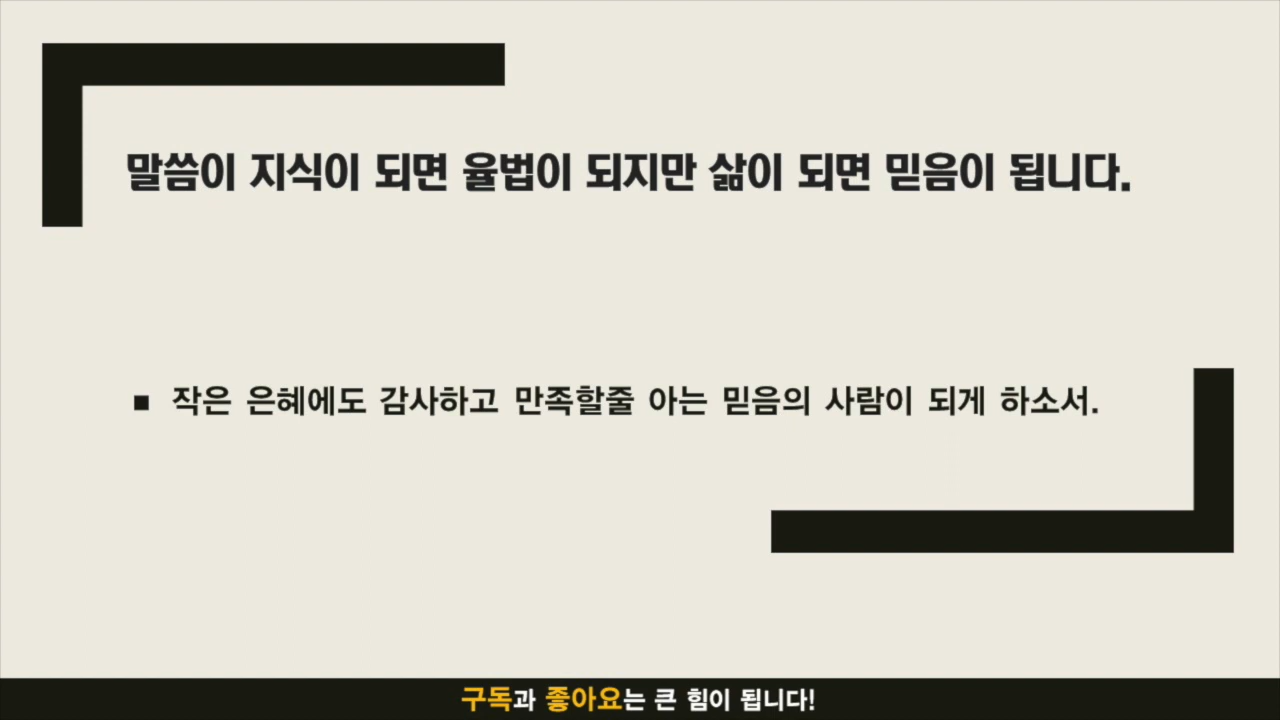 말씀이 지식이 되면 율법이 되지만 삶이 되면 믿음이 됩니다.
■ 작은 은혜에도 감사하고 만족할줄 아는 믿음의 사람이 되게 하소서.
구독과 좋아요는 큰 힘이 됩니다!